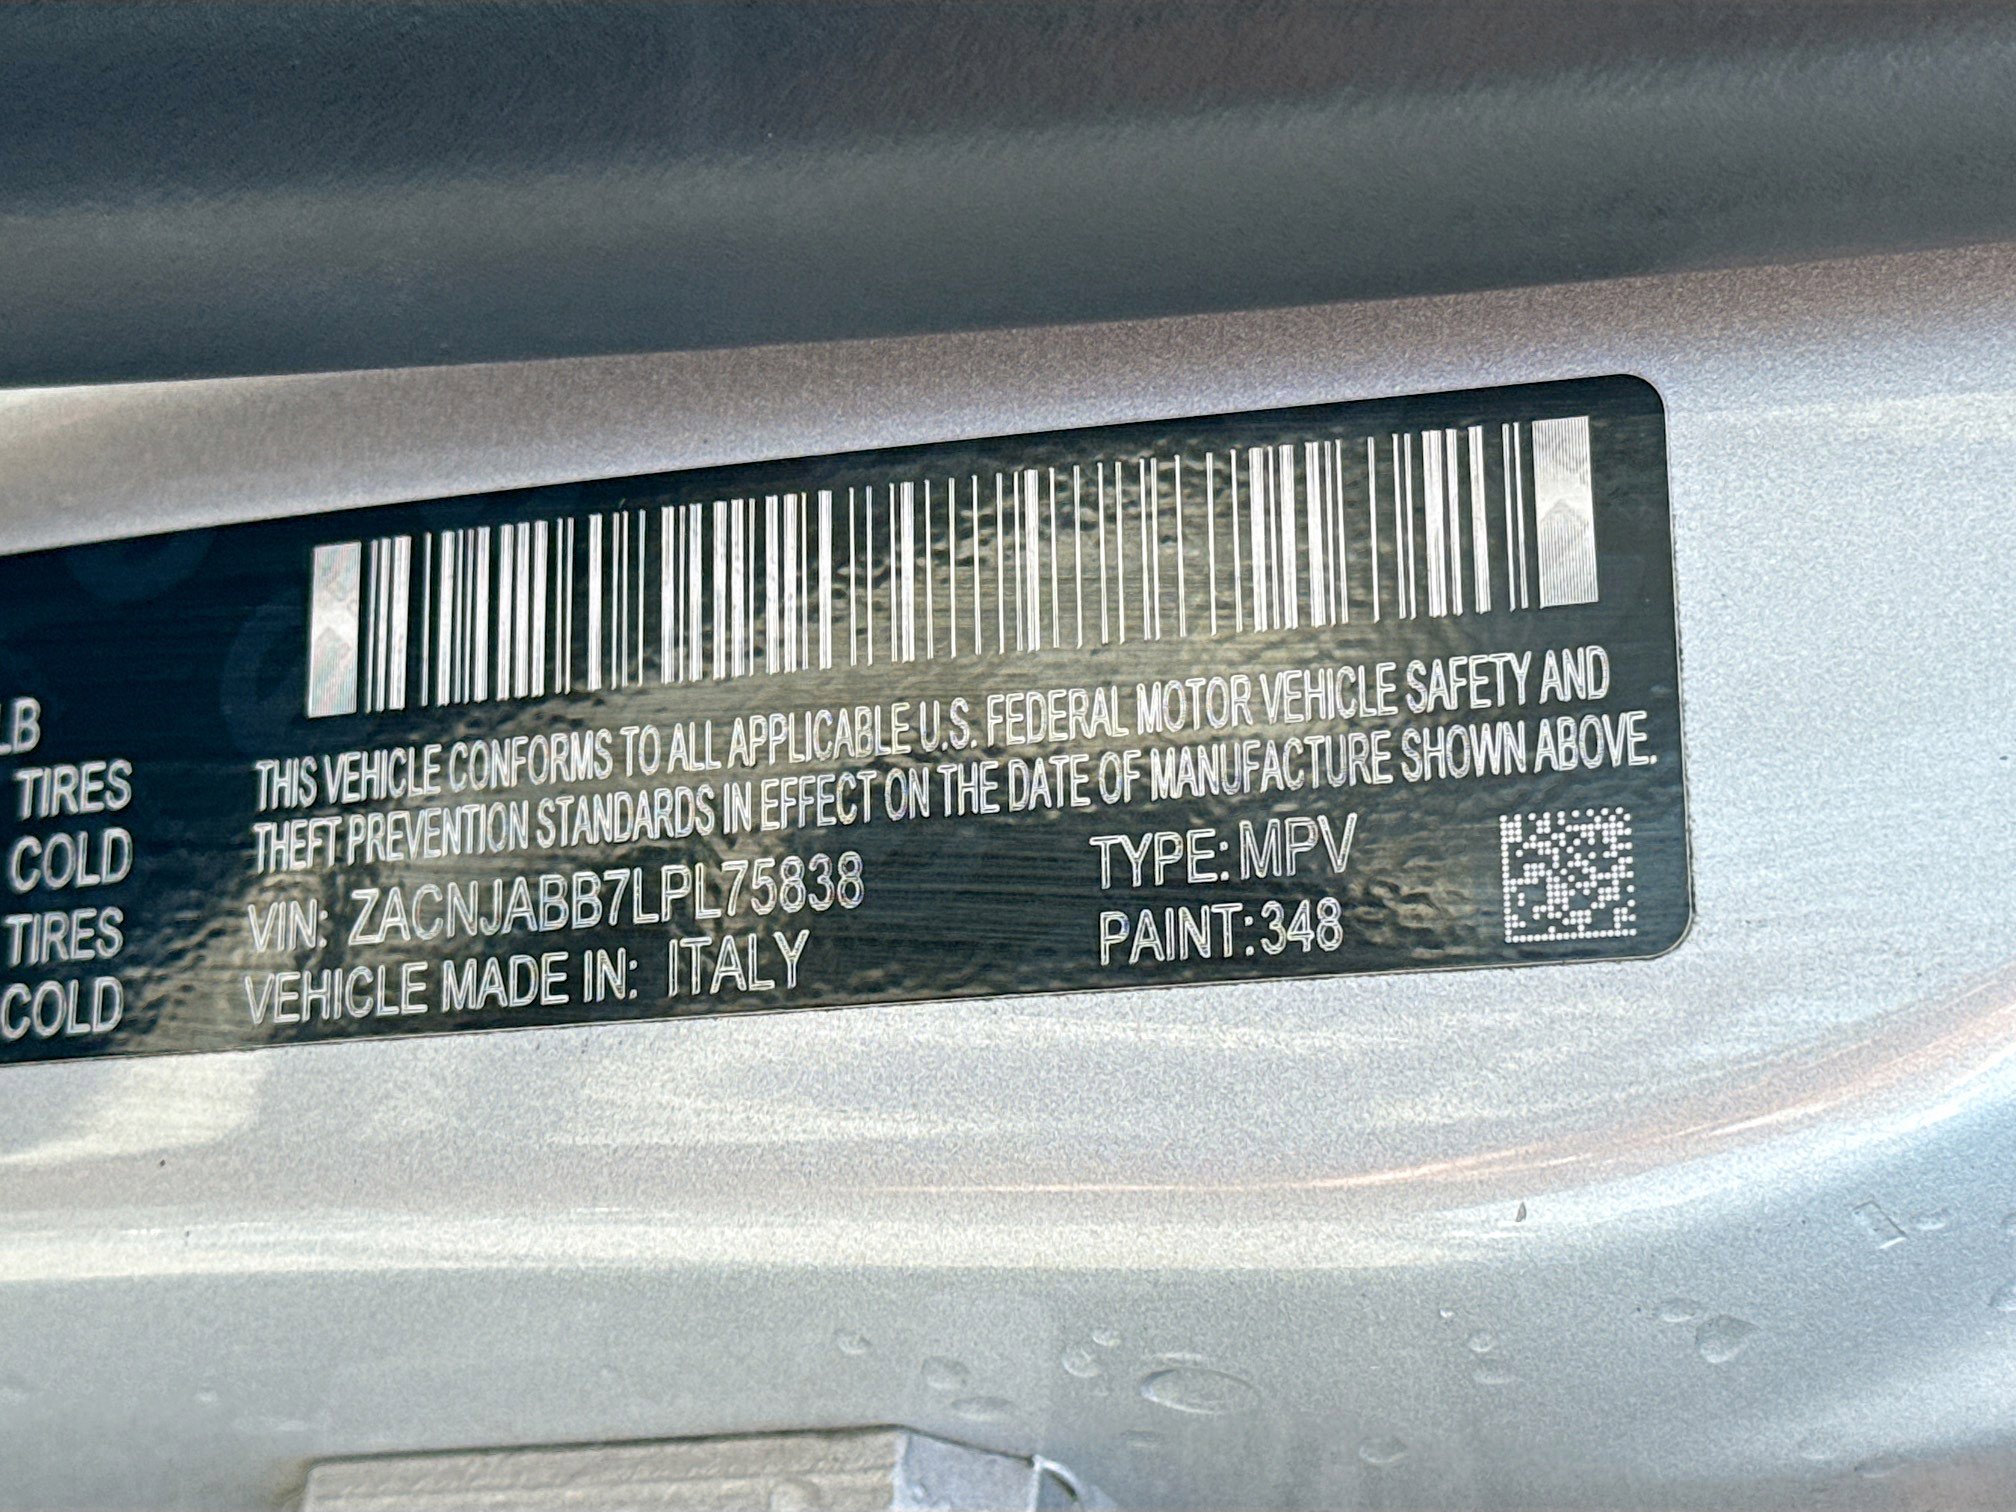 LB
TIRES
COLD
TIRES
COLD
THIS VEHICLE CONFORMS TO ALL APPLICABLE U.S. FEDERAL MOTOR VEHICLE SAFETY AND
THEFT PREVENTION STANDARDS IN EFFECT ON THE DATE OF MANUFACTURE SHOWN ABOVE.
VIN: ZACNJABB7LPL75838 TYPE: MPV
VEHICLE MADE IN: ITALY PAINT: 348